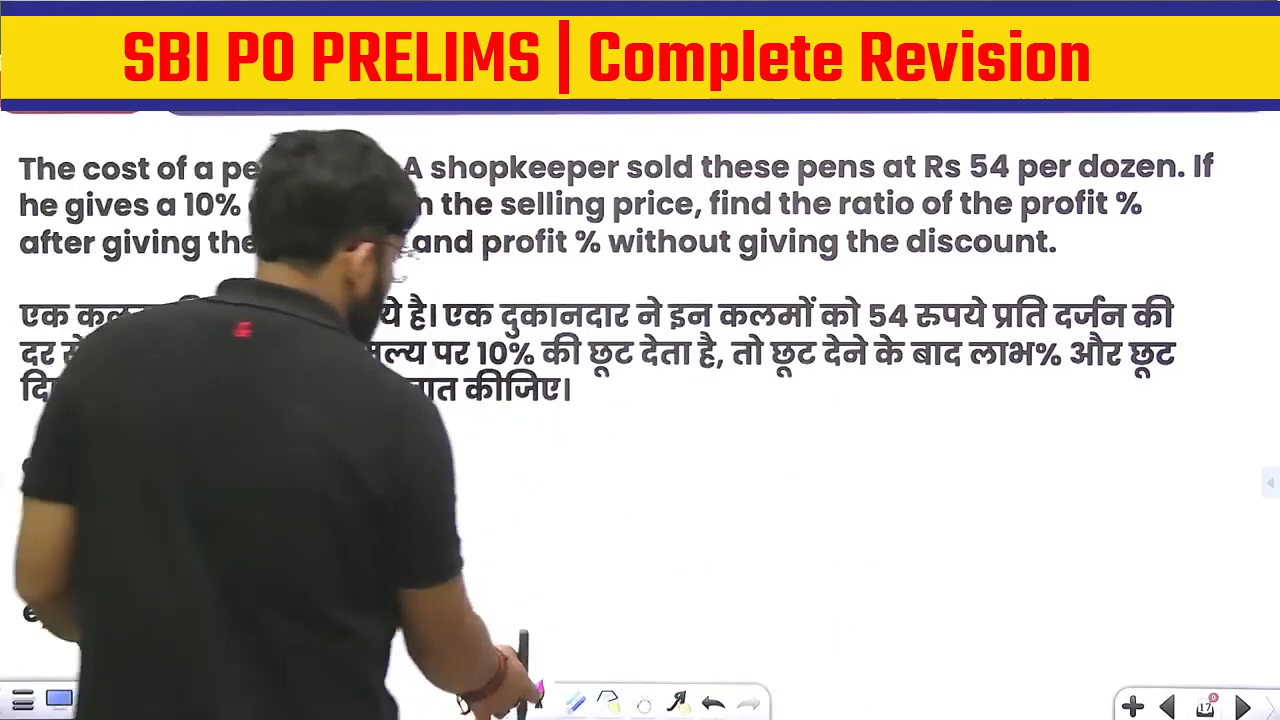 SBI PO PRELIMS | Complete Revision
The cost of a A shopkeeper sold these pens at Rs 54 per dozen. If
he gives a 10% the selling price, find the ratio of the profit %
after giving the and profit % without giving the discount.
एक है। एक दुकानदार ने इन कलमों को 54 रुपये प्रति दर्जन की
दर पर 10% की छूट देता है, तो छूट देने के बाद लाभ% और छूट
कीजिए।
17